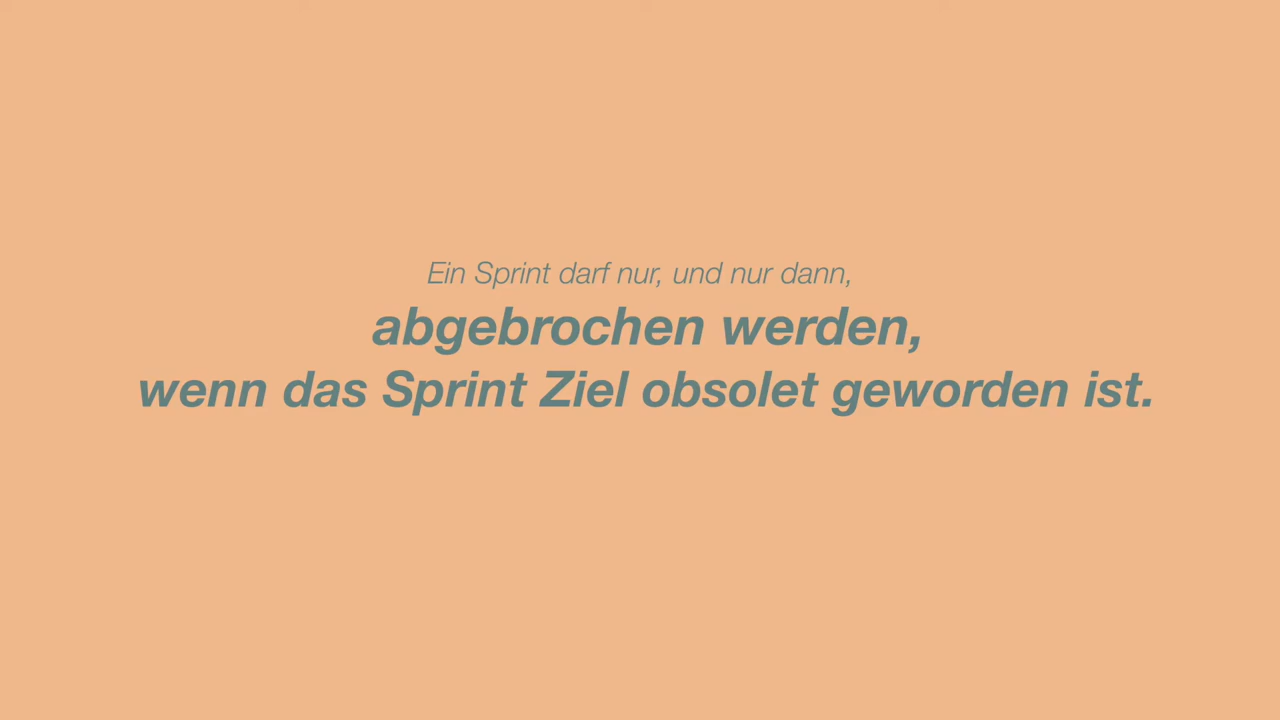 Ein Sprint darf nur, und nur dann,
abgebrochen werden,
wenn das Sprint Ziel obsolet geworden ist.